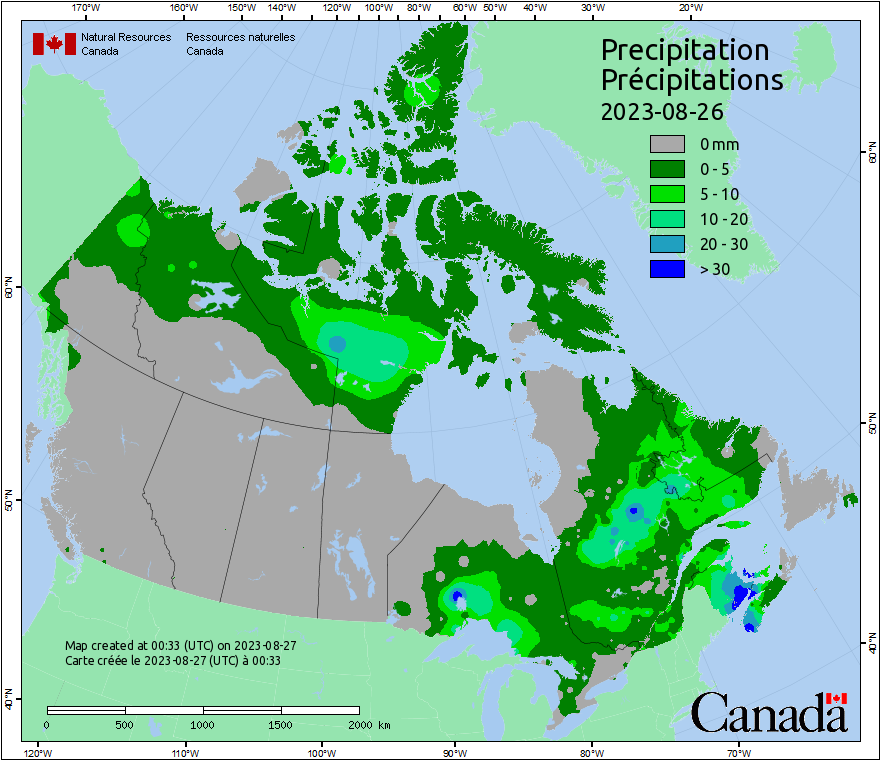 170°W 160°W 150°W 140°W 130°W 120°W 110°W 100°W 90°W 80°W 70°W 60°W 50°W 40°W 30°W 20°W
Natural Resources Ressources naturelles
Canada Canada
Precipitation
Précipitations
2023-08-26
0 mm
0 - 5
5 - 10
10 - 20
20 - 30
> 30
60°N
60°N
50°N
50°N
40°N
40°N
Map created at 00:33 (UTC) on 2023-08-27
Carte créée le 2023-08-27 (UTC) à 00:33
0 500 1000 1500 2000 km
Canada
120°W 110°W 100°W 90°W 80°W 70°W